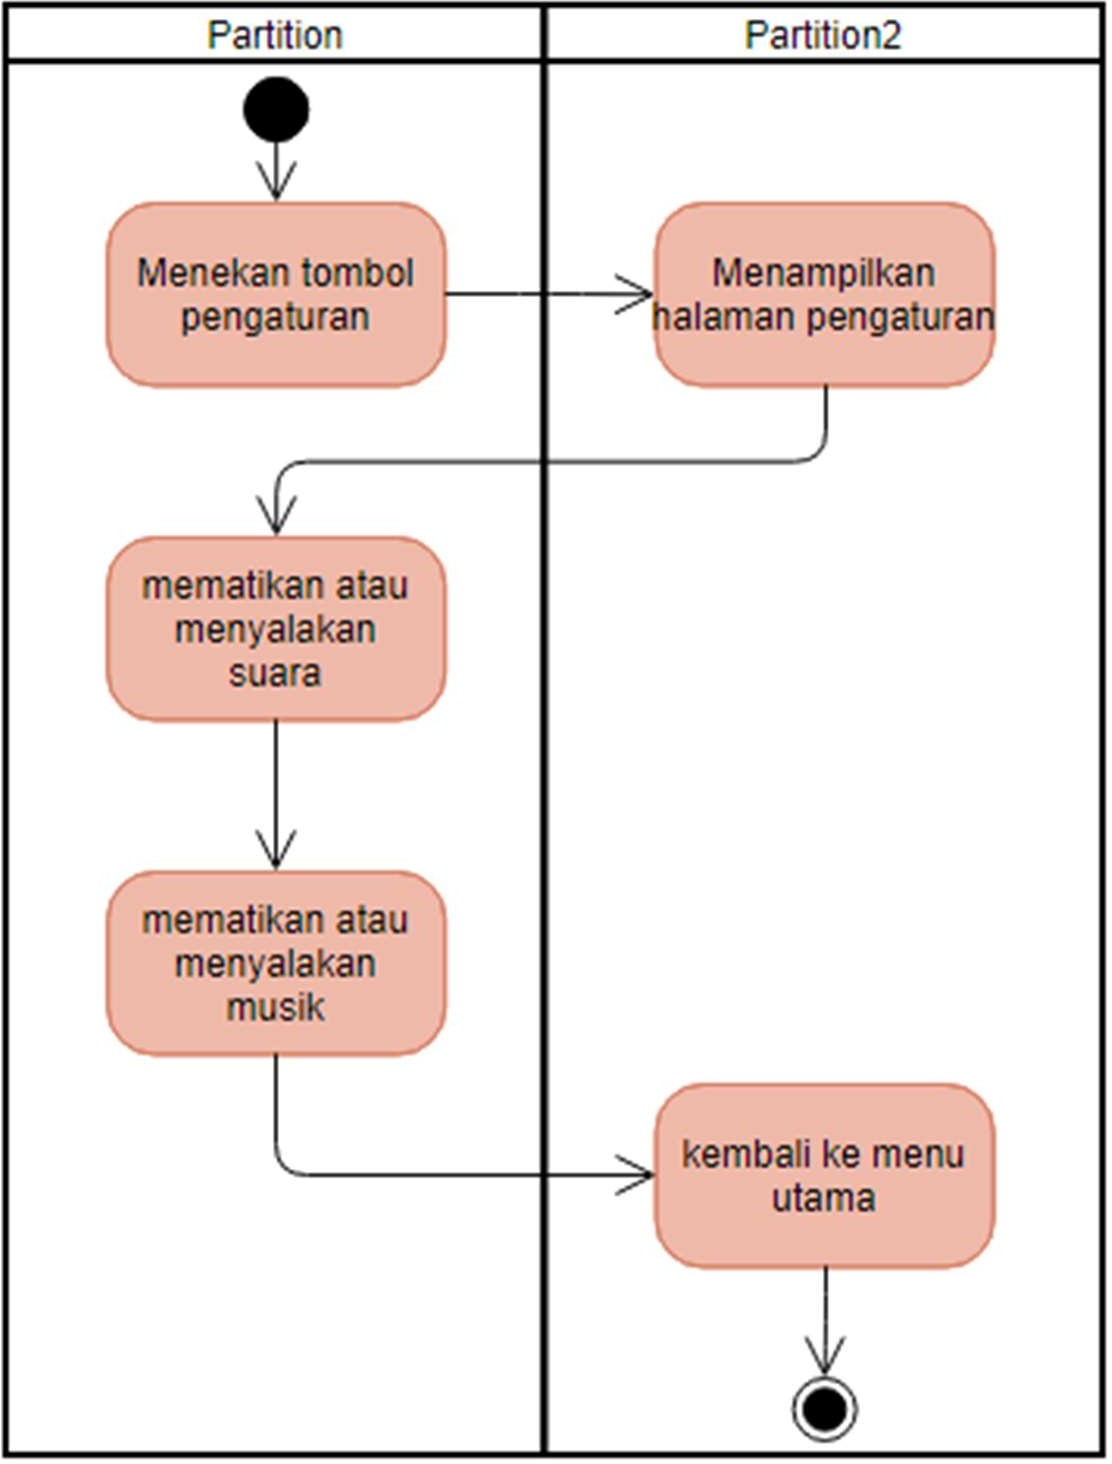 Partition
Partition2
Menekan tombol
pengaturan
Menampilkan
halaman pengaturan
mematikan atau
menyalakan
suara
mematikan atau
menyalakan
musik
kembali ke menu
utama